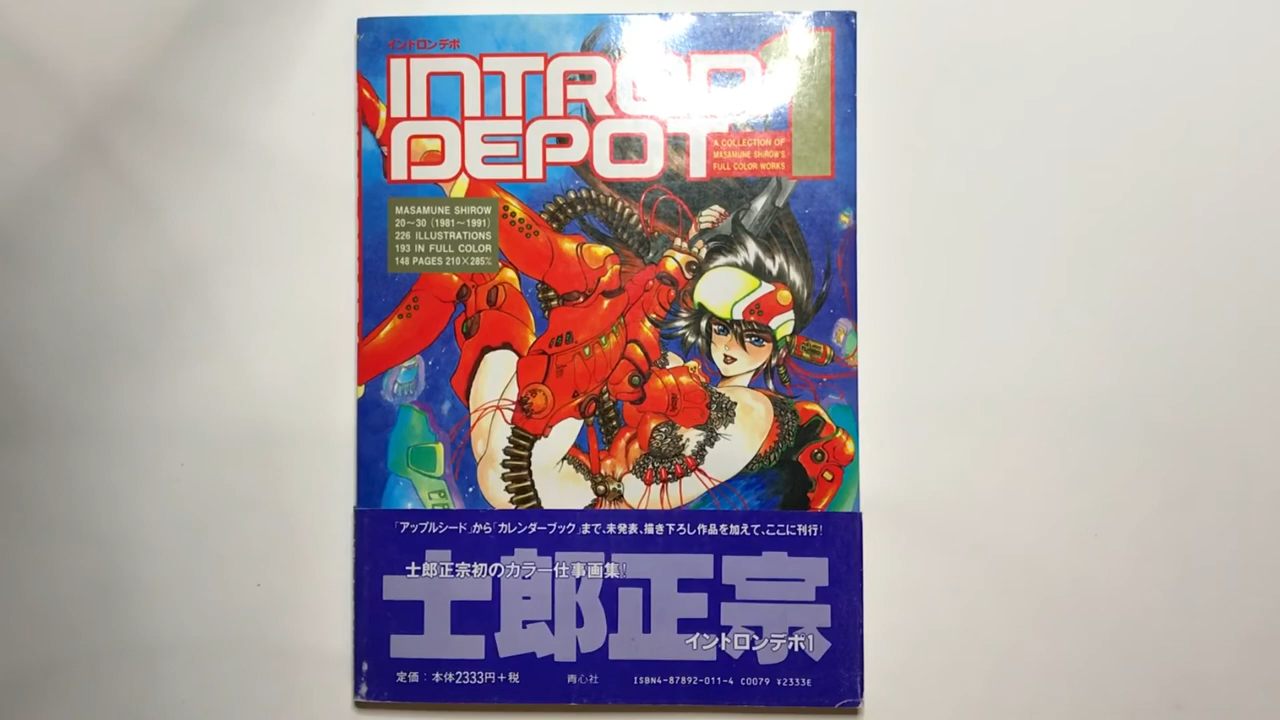 イントロンデポ
INTRON
DEPOT 1
A COLLECTION OF
MASAMUNE SHIROW'S
FULL COLOR WORKS
MASAMUNE SHIROW
20〜30 (1981〜1991)
226 ILLUSTRATIONS
193 IN FULL COLOR
148 PAGES 210×285%
「アップルシード」から「カレンダーブック」まで、未発表、描き下ろし作品を加えて、ここに刊行!
士郎正宗初のカラー仕事画集!
士郎正宗
イントロンデポ1
定価:本体2333円+税
青心社
ISBN4-87892-011-4 C0079 ¥2333E